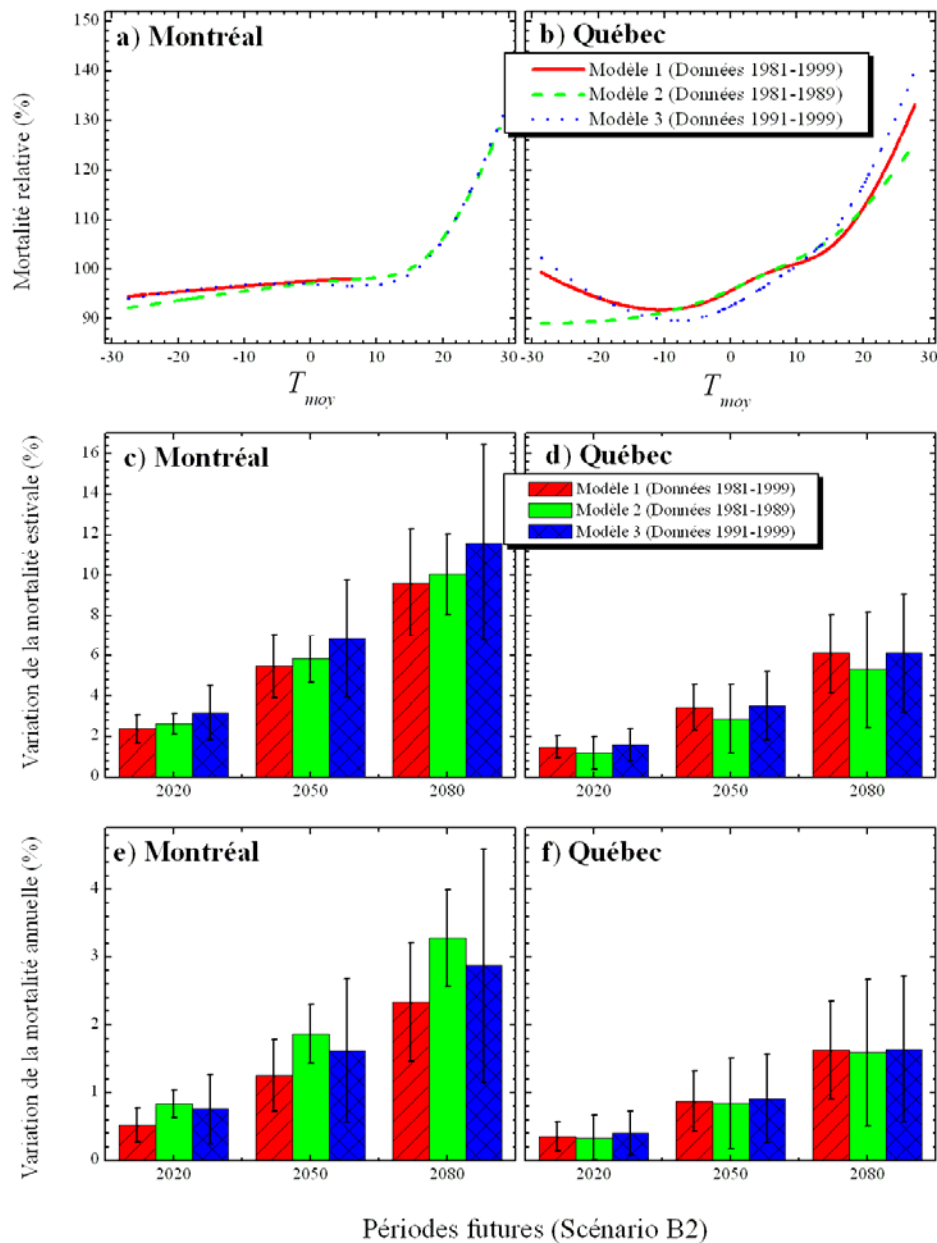 a) Montréal
b) Québec
Modèle 1 (Données 1981-1999)
Modèle 2 (Données 1981-1989)
Modèle 3 (Données 1991-1999)
Mortalité relative (%)
150
140
130
120
110
100
90
-30 -20 -10 0 10 20 30
-30 -20 -10 0 10 20 30
T moy
T moy
c) Montréal
d) Québec
Modèle 1 (Données 1981-1999)
Modèle 2 (Données 1981-1989)
Modèle 3 (Données 1991-1999)
Variation de la mortalité estivale (%)
16
14
12
10
8
6
4
2
0
2020 2050 2080
2020 2050 2080
e) Montréal
f) Québec
Variation de la mortalité annuelle (%)
4
3
2
1
0
2020 2050 2080
2020 2050 2080
Périodes futures (Scénario B2)